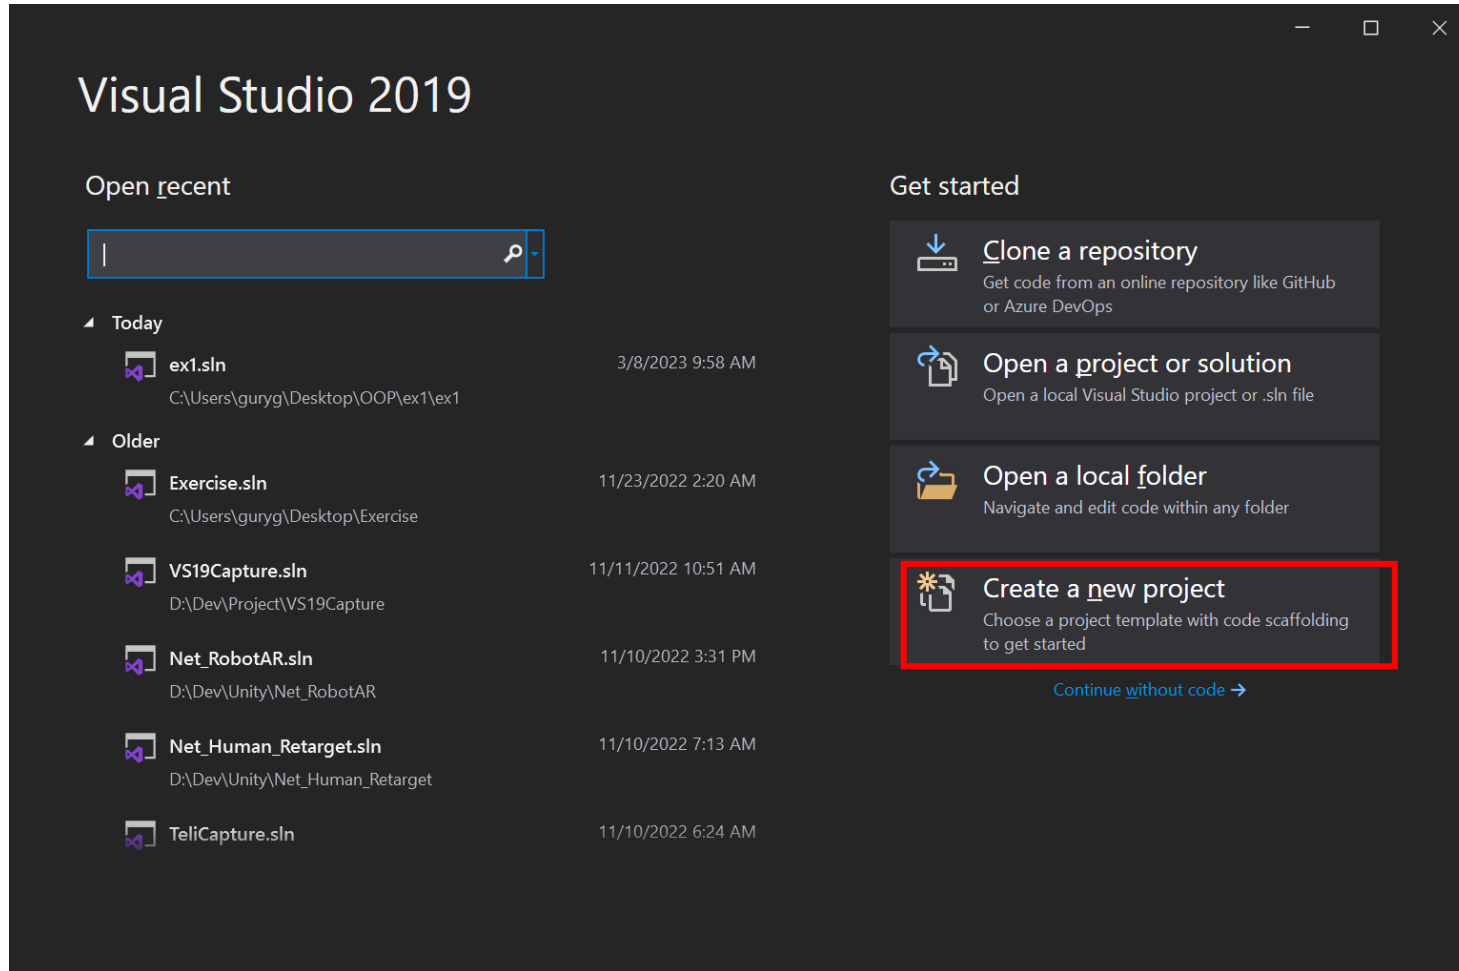 Visual Studio 2019
Open recent
Today
ex1.sln
3/8/2023 9:58 AM
C:\Users\guryg\Desktop\OOP\ex1\ex1
Older
Exercise.sln
11/23/2022 2:20 AM
C:\Users\guryg\Desktop\Exercise
VS19Capture.sln
11/11/2022 10:51 AM
D:\Dev\Project\VS19Capture
Net_RobotAR.sln
11/10/2022 3:31 PM
D:\Dev\Unity\Net_RobotAR
Net_Human_Retarget.sln
11/10/2022 7:13 AM
D:\Dev\Unity\Net_Human_Retarget
TeliCapture.sln
11/10/2022 6:24 AM
Get started
Clone a repository
Get code from an online repository like GitHub
or Azure DevOps
Open a project or solution
Open a local Visual Studio project or .sln file
Open a local folder
Navigate and edit code within any folder
Create a new project
Choose a project template with code scaffolding
to get started
Continue without code →